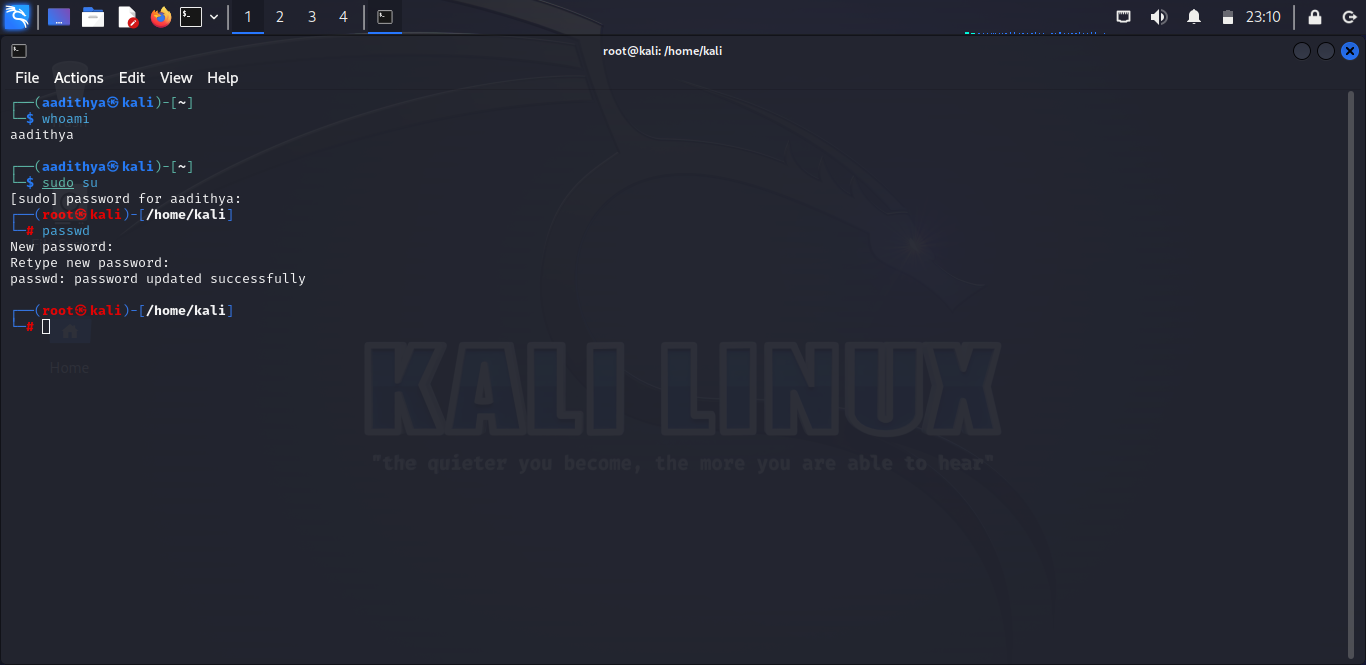 1 2 3 4 23:10
root@kali: /home/kali
File Actions Edit View Help
┌──(aadithya㉿kali)-[~]
└─$ whoami
aadithya
┌──(aadithya㉿kali)-[~]
└─$ sudo su
[sudo] password for aadithya:
┌──(root㉿kali)-[/home/kali]
└─# passwd
New password:
Retype new password:
passwd: password updated successfully
┌──(root㉿kali)-[/home/kali]
└─#
Home
KALI LINUX
"the quieter you become, the more you are able to hear"